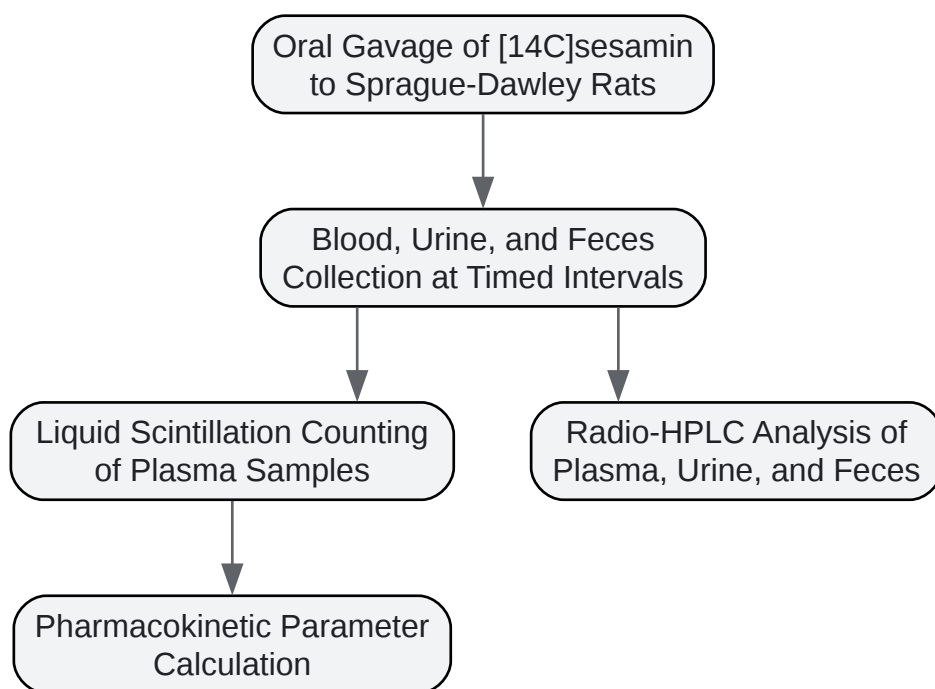 Oral Gavage of [14C]sesamin
to Sprague-Dawley Rats
Blood, Urine, and Feces
Collection at Timed Intervals
Liquid Scintillation Counting
of Plasma Samples
Radio-HPLC Analysis of
Plasma, Urine, and Feces
Pharmacokinetic Parameter
Calculation